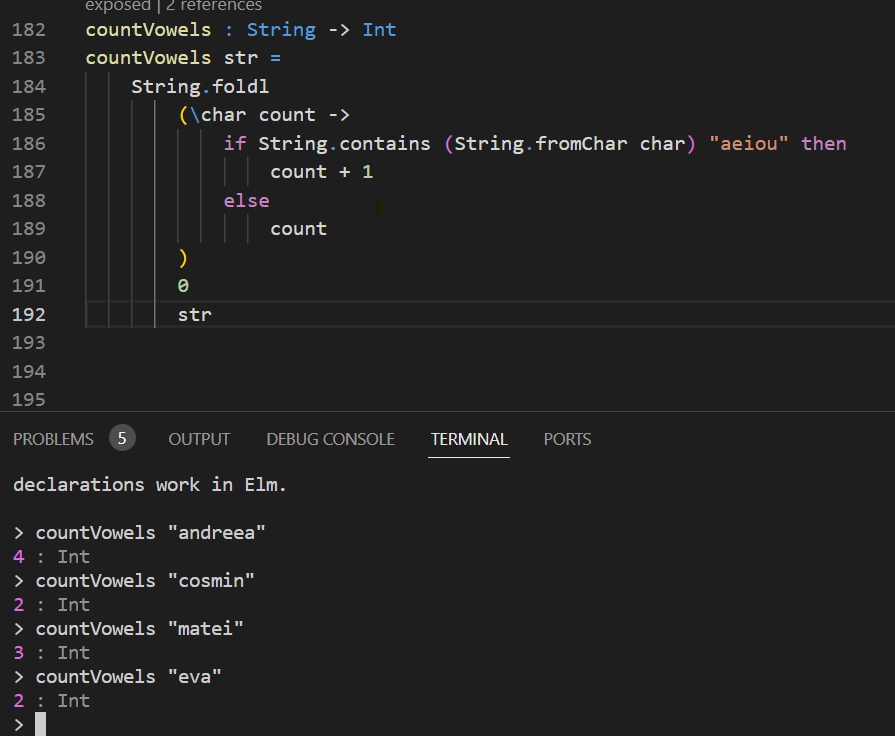 exposed | 2 references
182 countVowels : String -> Int
183 countVowels str =
184     String.foldl
185         (\char count ->
186             if String.contains (String.fromChar char) "aeiou" then
187                 count + 1
188             else
189                 count
190         )
191         0
192         str
193
194
195
PROBLEMS 5 OUTPUT DEBUG CONSOLE TERMINAL PORTS
declarations work in Elm.
> countVowels "andreea"
4 : Int
> countVowels "cosmin"
2 : Int
> countVowels "matei"
3 : Int
> countVowels "eva"
2 : Int
>